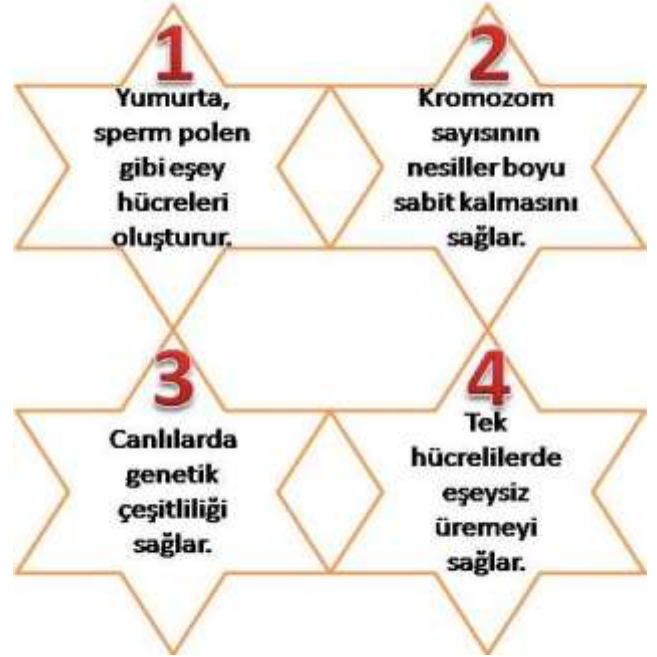 1
Yumurta,
sperm polen
gibi eşey
hücreleri
oluşturur.
2
Kromozom
sayısının
nesiller boyu
sabit kalmasını
sağlar.
3
Canlılarda
genetik
çeşitliliği
sağlar.
4
Tek
hücrelilerde
eşeysiz
üremeyi
sağlar.